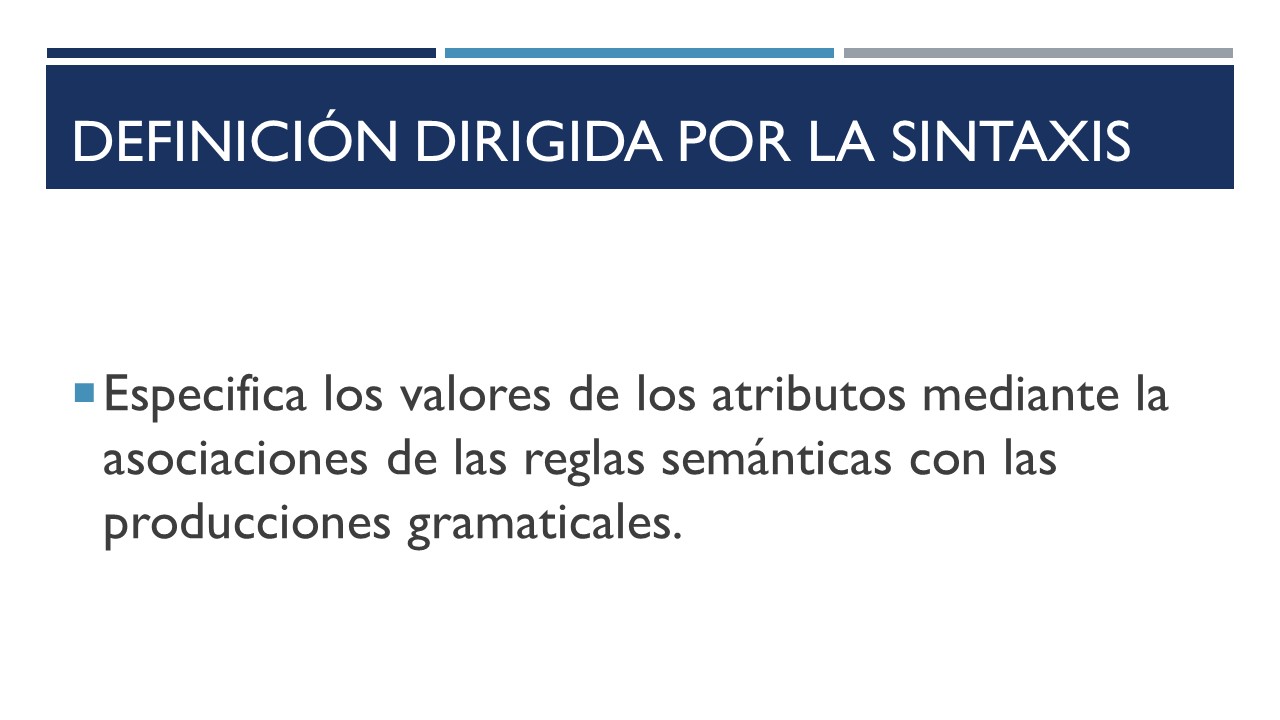 DEFINICIÓN DIRIGIDA POR LA SINTAXIS
Especifica los valores de los atributos mediante la
asociaciones de las reglas semánticas con las
producciones gramaticales.